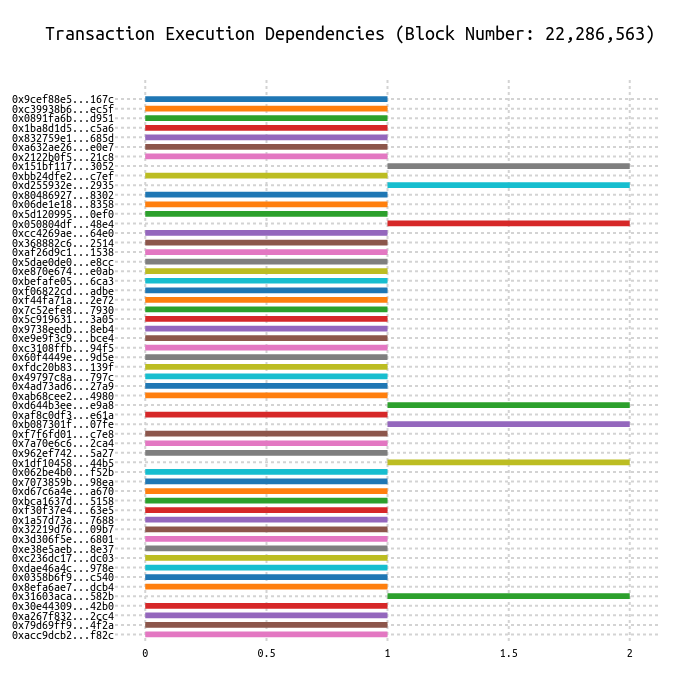 Transaction Execution Dependencies (Block Number: 22,286,563)
0x9cef88e5...167c
0xc39938b6...ec5f
0x0891fa6b...d951
0x1ba8d1d5...c5a6
0x832759e1...685d
0xa632ae26...e0e7
0x2122b0f5...21c8
0x151bf117...3052
0xbb24dfe2...c7ef
0xd255932e...2935
0x80486927...8302
0x06de1e18...8358
0x5d120995...0ef0
0x050804df...48e4
0xcc4269ae...64e0
0x368882c6...2514
0xaf26d9c1...1538
0x5dae0de0...e8cc
0xe870e674...e0ab
0xbefafe05...6ca3
0xf06822cd...adbe
0xf44fa71a...2e72
0x7c52efe8...7930
0x5c919631...3a05
0x9738eedb...8eb4
0xe9e9f3c9...bce4
0xc3108ffb...94f5
0x60f4449e...9d5e
0xfdc20b83...139f
0x49797c8a...797c
0x4ad73ad6...27a9
0xab68cee2...4980
0xd644b3ee...e9a8
0xaf8c0df3...e61a
0xb087301f...07fe
0xf7f6fd01...c7e8
0x7a70e6c6...2ca4
0x962ef742...5a27
0x1df10458...44b5
0x062be4b0...f52b
0x7073859b...98ea
0xd67c6a4e...a670
0xbca1637d...5158
0xf30f37e4...63e5
0x1a57d73a...7688
0x32219d76...09b7
0x3d306f5e...6801
0xe38e5aeb...8e37
0xc236dc17...dc03
0xdae46a4c...978e
0x0358b6f9...c540
0x8efa6ae7...dcb4
0x31603aca...582b
0x30e44309...42b0
0xa267f832...2cc4
0x79d69ff9...4f2a
0xacc9dcb2...f82c
0 0.5 1 1.5 2